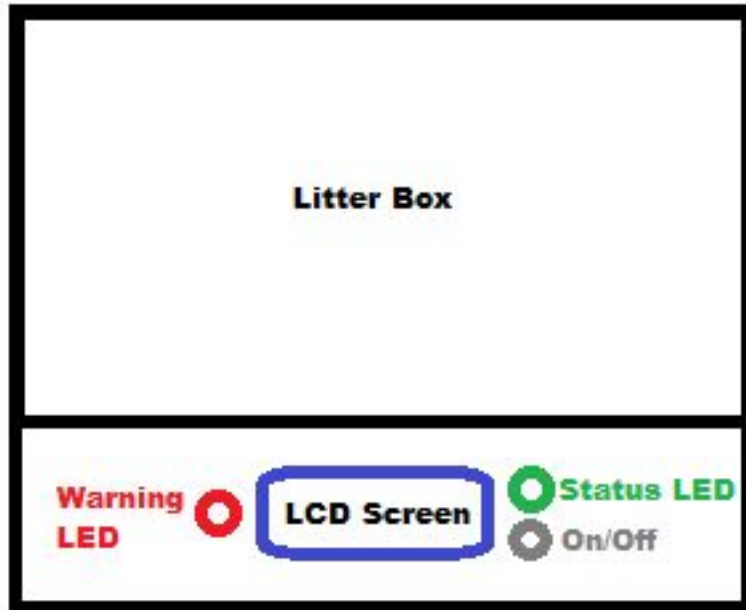 Litter Box
Warning
LED
LCD Screen
Status LED
On/Off